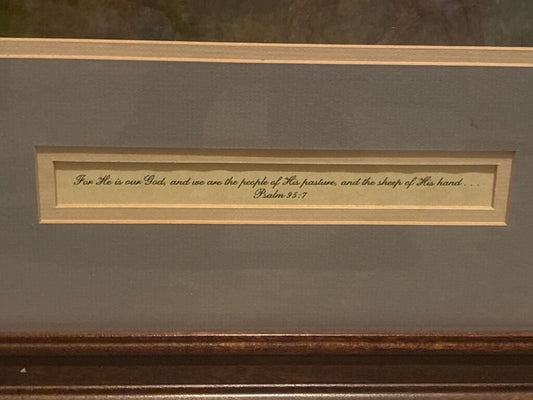 For He is our God, and we are the people of His pasture, and the sheep of His hand . . .
Psalm 95:7